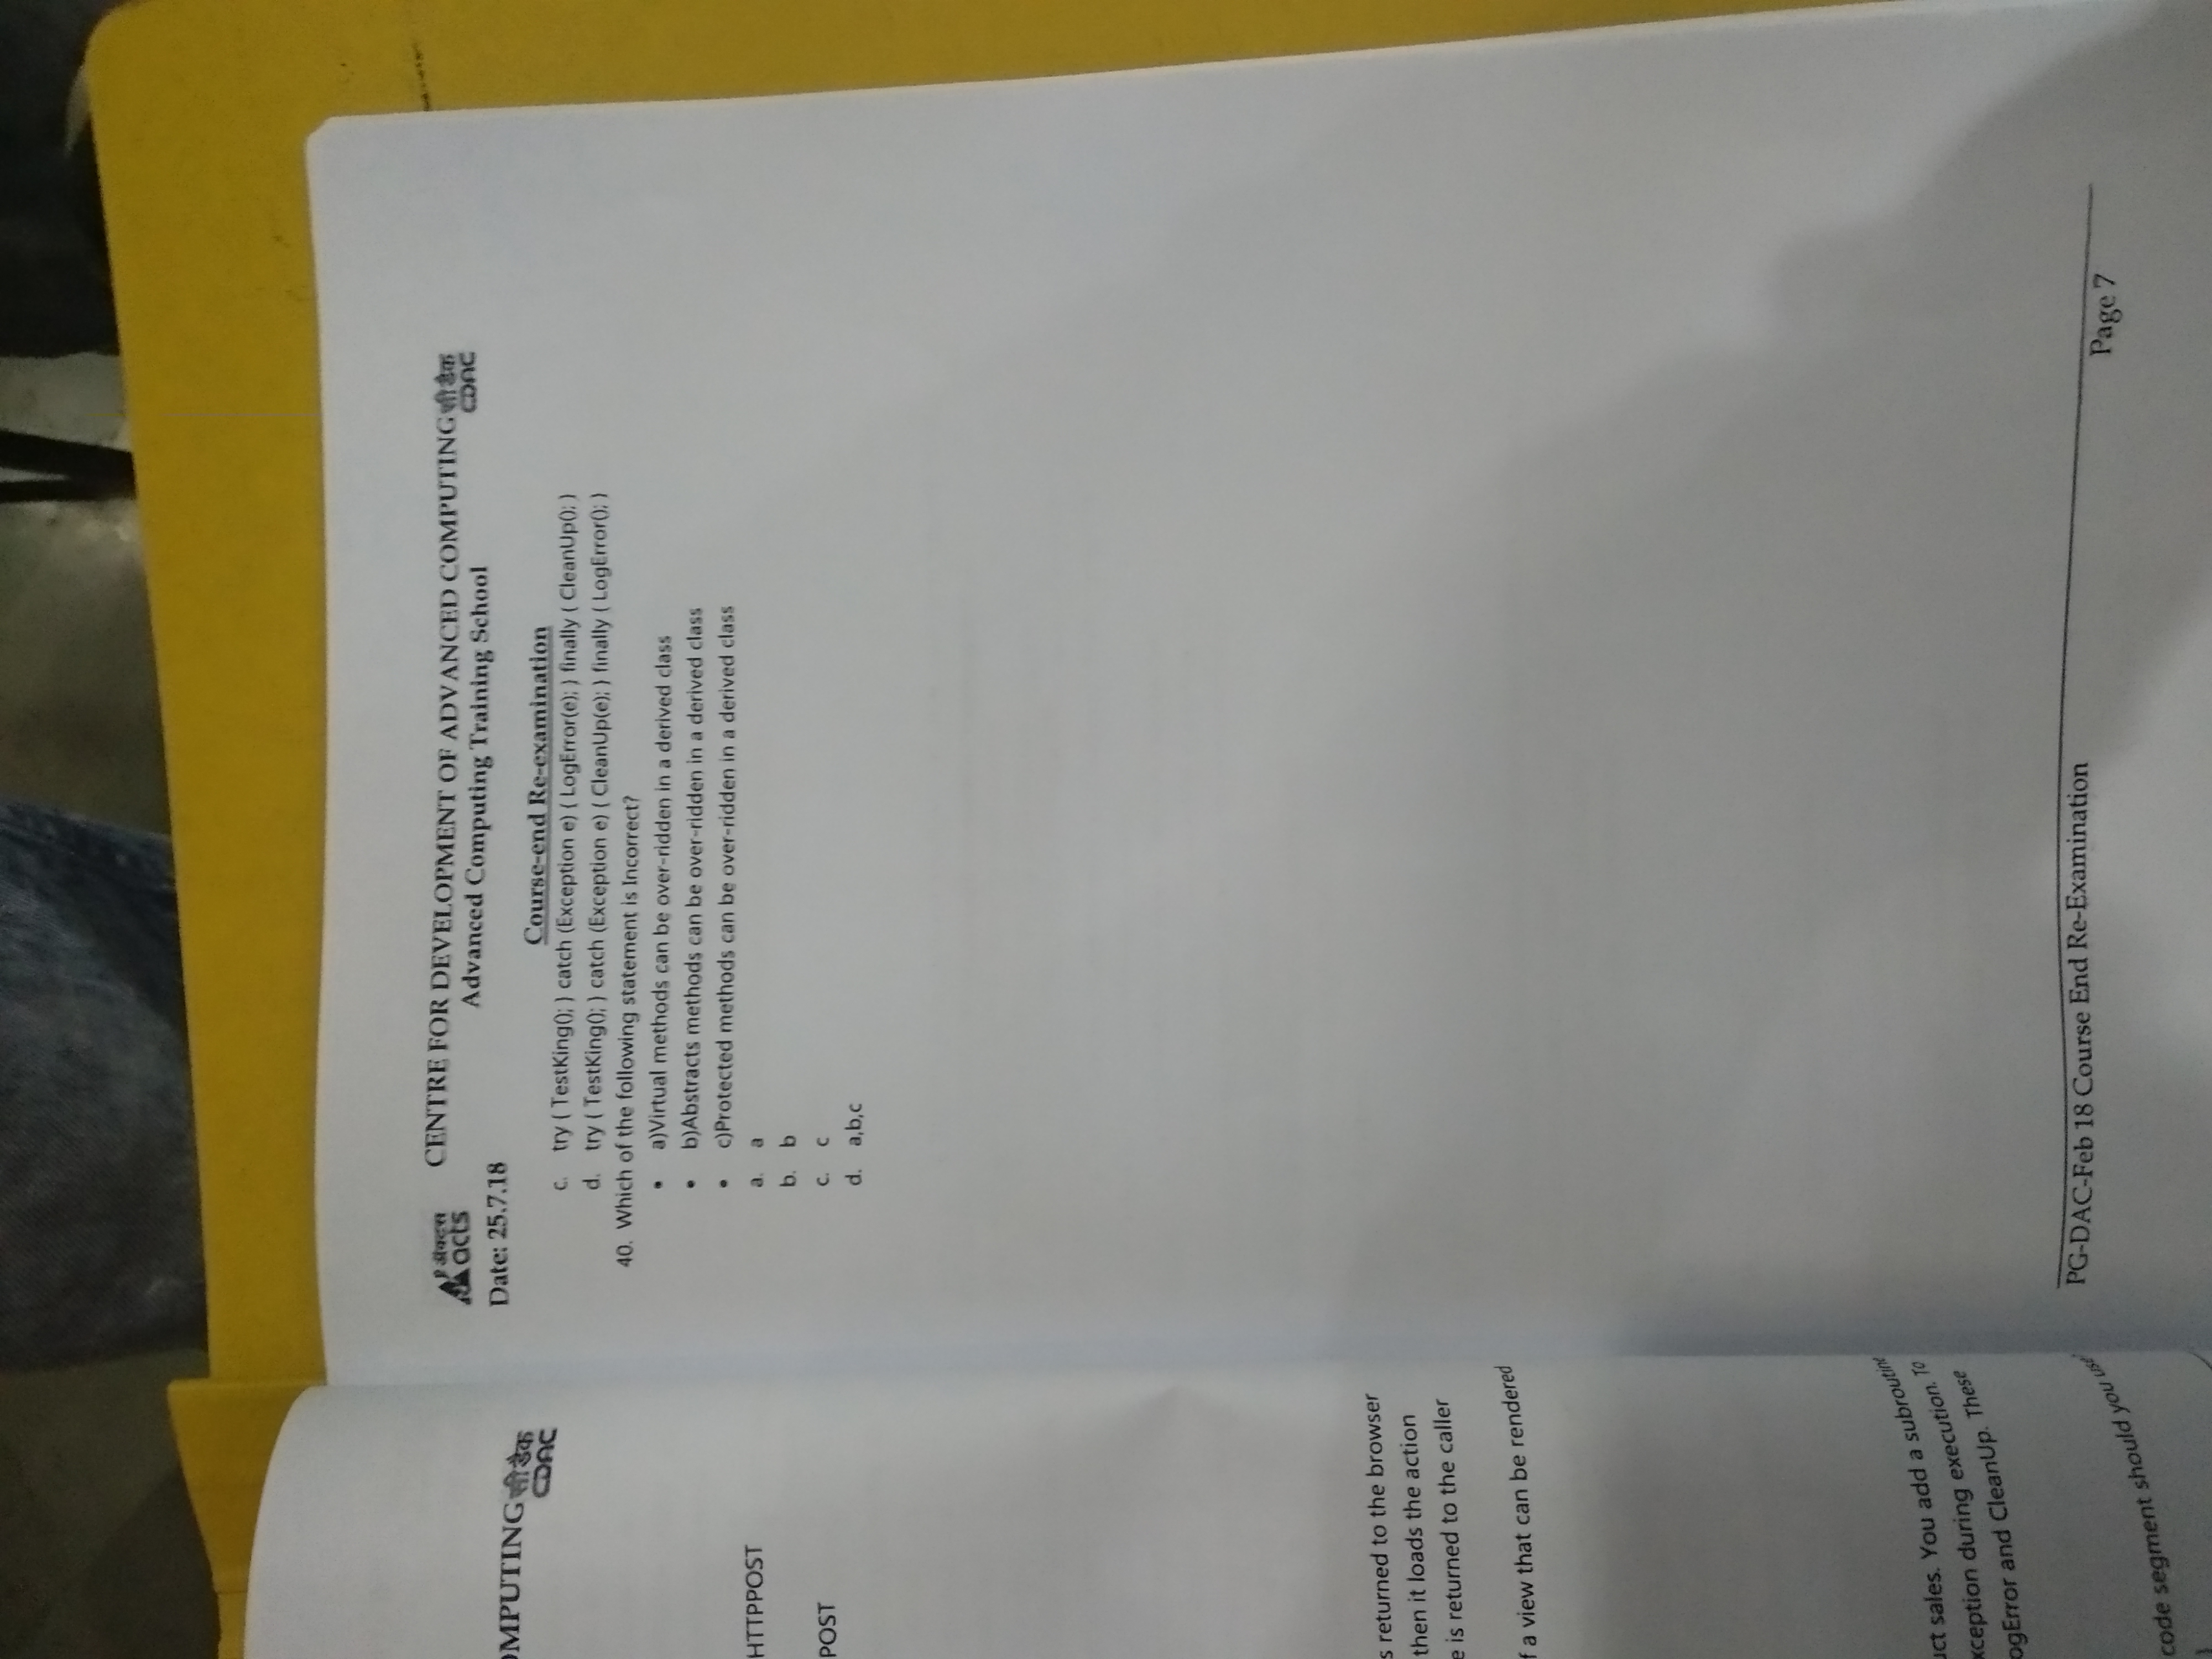 OMPUTING सी डैक
CDAC
HTTPPOST
POST
s returned to the browser
then it loads the action
e is returned to the caller
f a view that can be rendered
uct sales. You add a subroutine
xception during execution. To
ogError and CleanUp. These
code segment should you use
acts
CENTRE FOR DEVELOPMENT OF ADVANCED COMPUTING सी डैक
CDAC
Advanced Computing Training School
Date: 25.7.18
Course-end Re-examination
c. try { TestKing(); } catch (Exception e) { LogError(e); } finally { CleanUp(); }
d. try { TestKing(); } catch (Exception e) { CleanUp(e); } finally { LogError(); }
40. Which of the following statement is Incorrect?
• a)Virtual methods can be over-ridden in a derived class
• b)Abstracts methods can be over-ridden in a derived class
• c)Protected methods can be over-ridden in a derived class
a. a
b. b
c. c
d. a,b,c
PG-DAC-Feb 18 Course End Re-Examination
Page 7